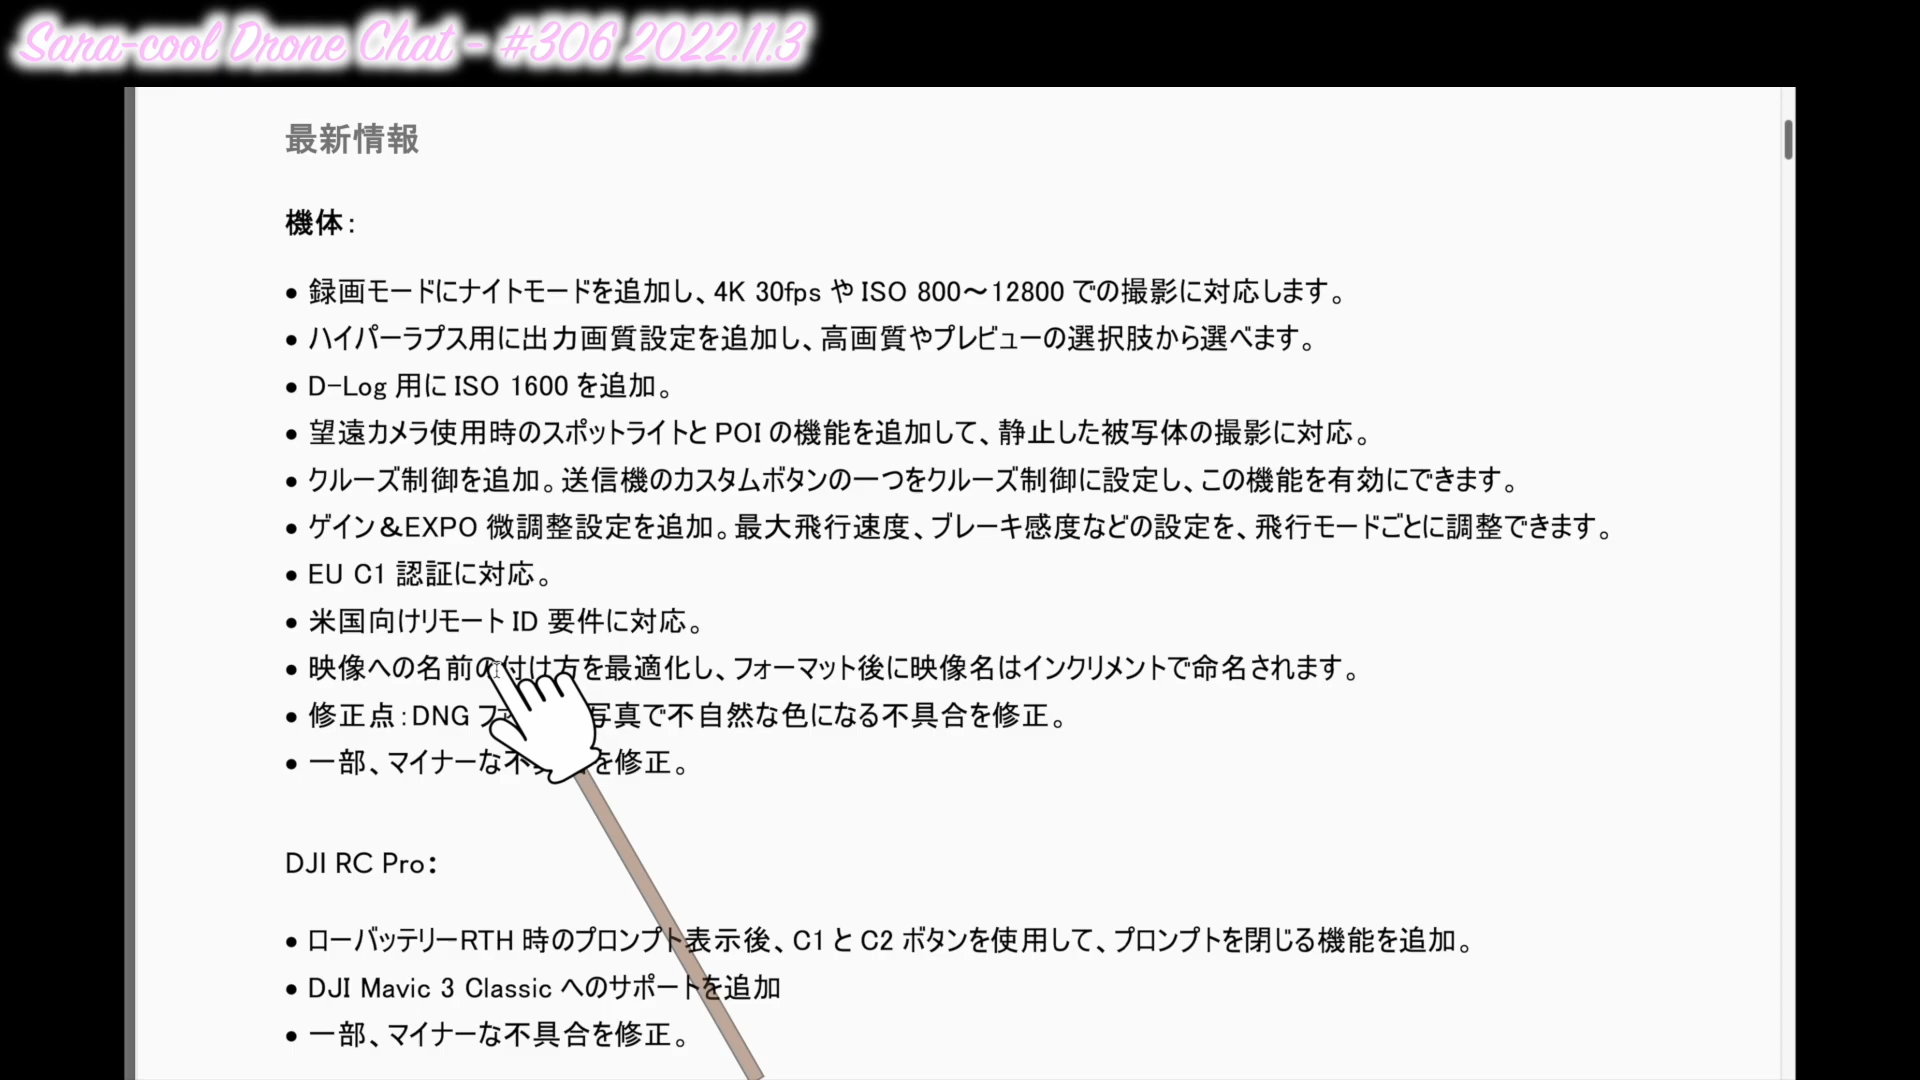 Sara-cool Drone Chat - #306 2022.11.3
最新情報
機体：
● 録画モードにナイトモードを追加し、4K 30fps や ISO 800～12800 での撮影に対応します。
● ハイパーラプス用に出力画質設定を追加し、高画質やプレビューの選択肢から選べます。
● D-Log 用に ISO 1600 を追加。
● 望遠カメラ使用時のスポットライトと POI の機能を追加して、静止した被写体の撮影に対応。
● クルーズ制御を追加。送信機のカスタムボタンの一つをクルーズ制御に設定し、この機能を有効にできます。
● ゲイン＆EXPO 微調整設定を追加。最大飛行速度、ブレーキ感度などの設定を、飛行モードごとに調整できます。
● EU C1 認証に対応。
● 米国向けリモート ID 要件に対応。
● 映像への名前の付け方を最適化し、フォーマット後に映像名はインクリメントで命名されます。
● 修正点：DNG 写真で不自然な色になる不具合を修正。
● 一部、マイナーな不 を修正。
DJI RC Pro：
● ローバッテリーRTH 時のプロンプト表示後、C1 と C2 ボタンを使用して、プロンプトを閉じる機能を追加。
● DJI Mavic 3 Classic へのサポートを追加
● 一部、マイナーな不具合を修正。